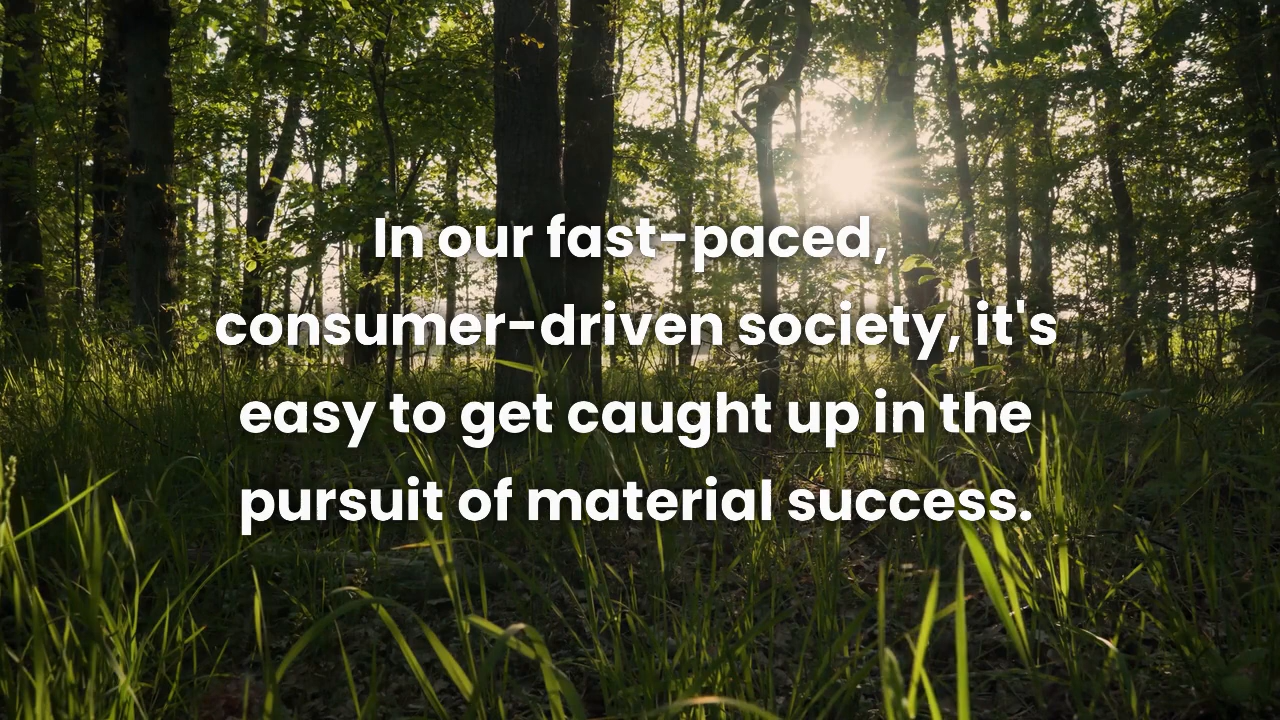 In our fast-paced,
consumer-driven society, it's
easy to get caught up in the
pursuit of material success.